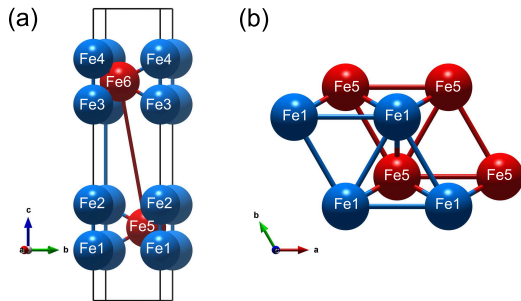 (a)
Fe4 Fe4
Fe6
Fe3 Fe3
Fe2 Fe2
Fe5
Fe1 Fe1
c
a b
(b)
Fe5 Fe5
Fe1 Fe1
Fe5 Fe5
Fe1 Fe1
b
a